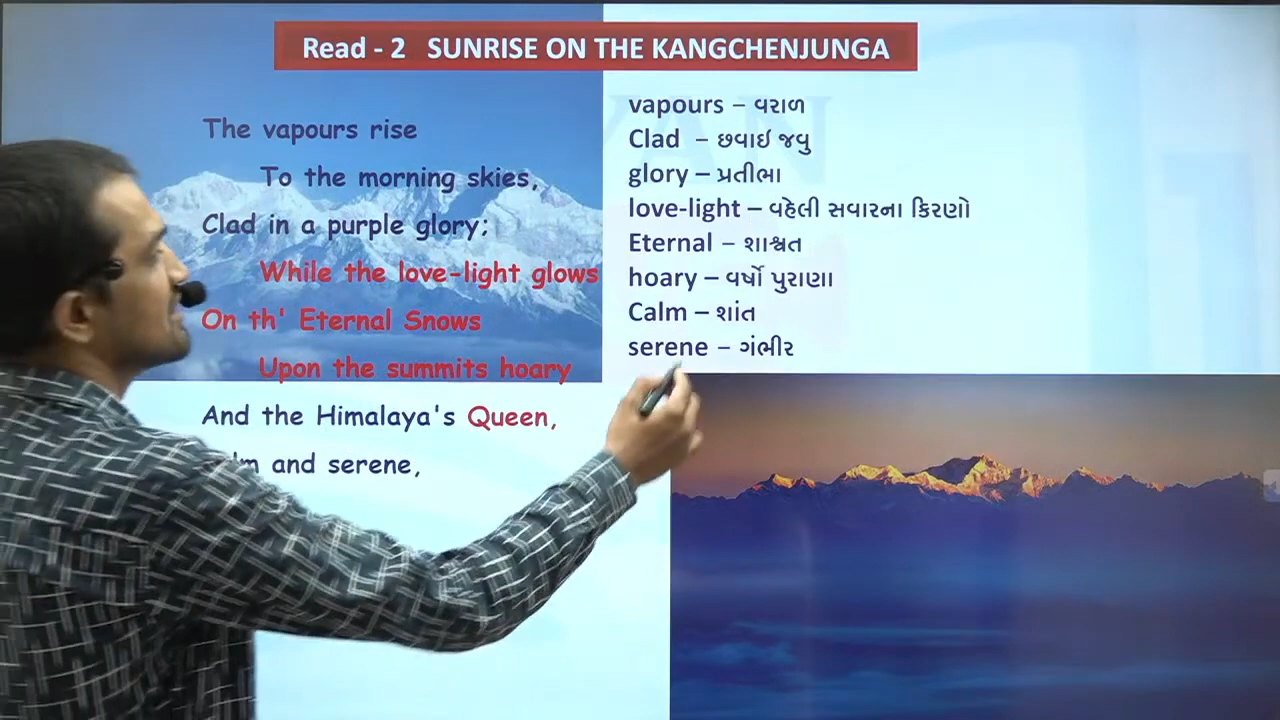 Read - 2 SUNRISE ON THE KANGCHENJUNGA
The vapours rise
To the morning skies,
Clad in a purple glory;
While the love-light glows
On th' Eternal Snows
Upon the summits hoary
And the Himalaya's Queen,
and serene,
vapours – વરાળ
Clad – છવાઇ જવુ
glory – પ્રતીભા
love-light – વહેલી સવારના કિરણો
Eternal – શાશ્વત
hoary – વર્ષો પુરાણા
Calm – શાંત
serene – ગંભીર